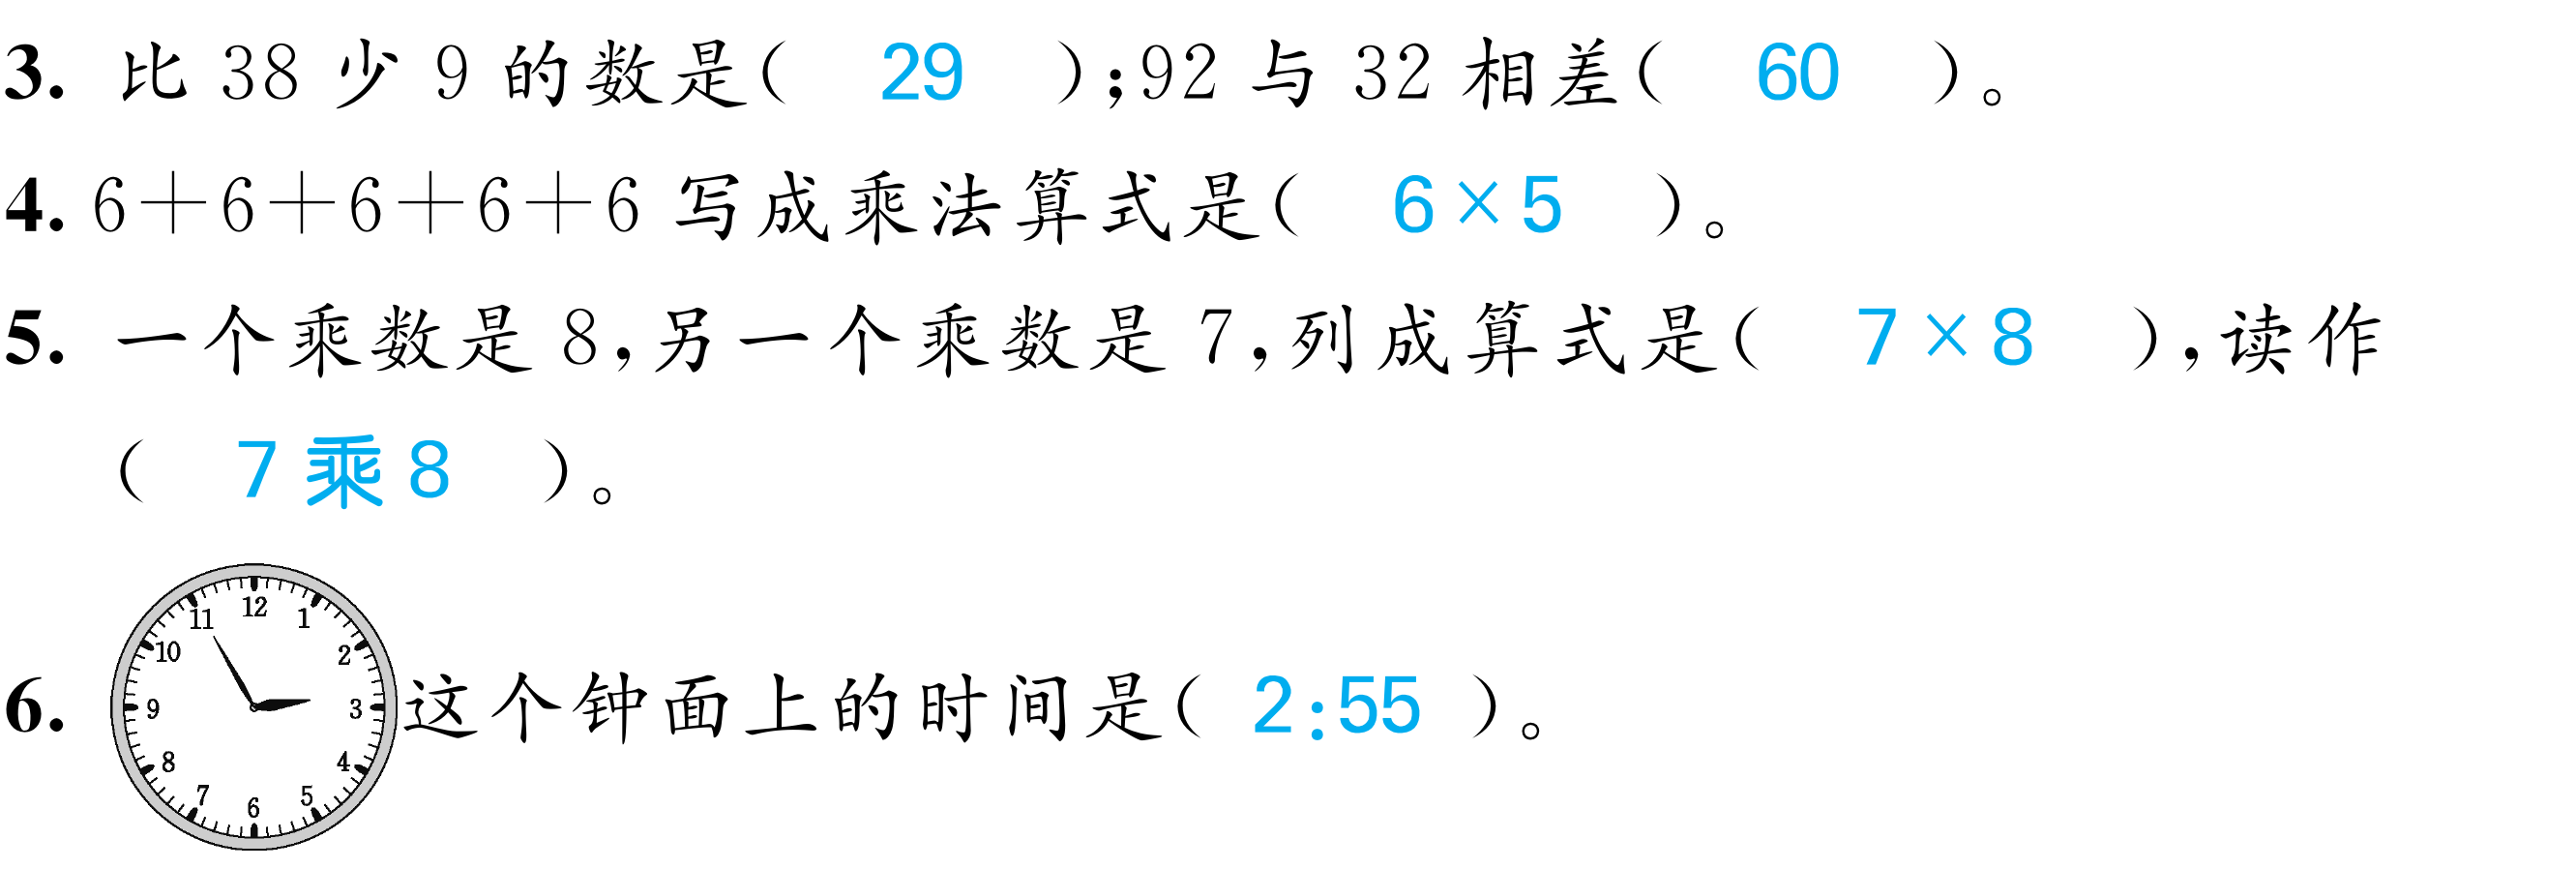 3. 比 38 少 9 的数是( 29 );92 与 32 相差( 60 )。
4. 6+6+6+6+6 写成乘法算式是( 6×5 )。
5. 一个乘数是 8,另一个乘数是 7,列成算式是( 7×8 ),读作
( 7 乘 8 )。
12
11 1
10 2
9 3
8 4
7 5
6
6. 这个钟面上的时间是( 2:55 )。